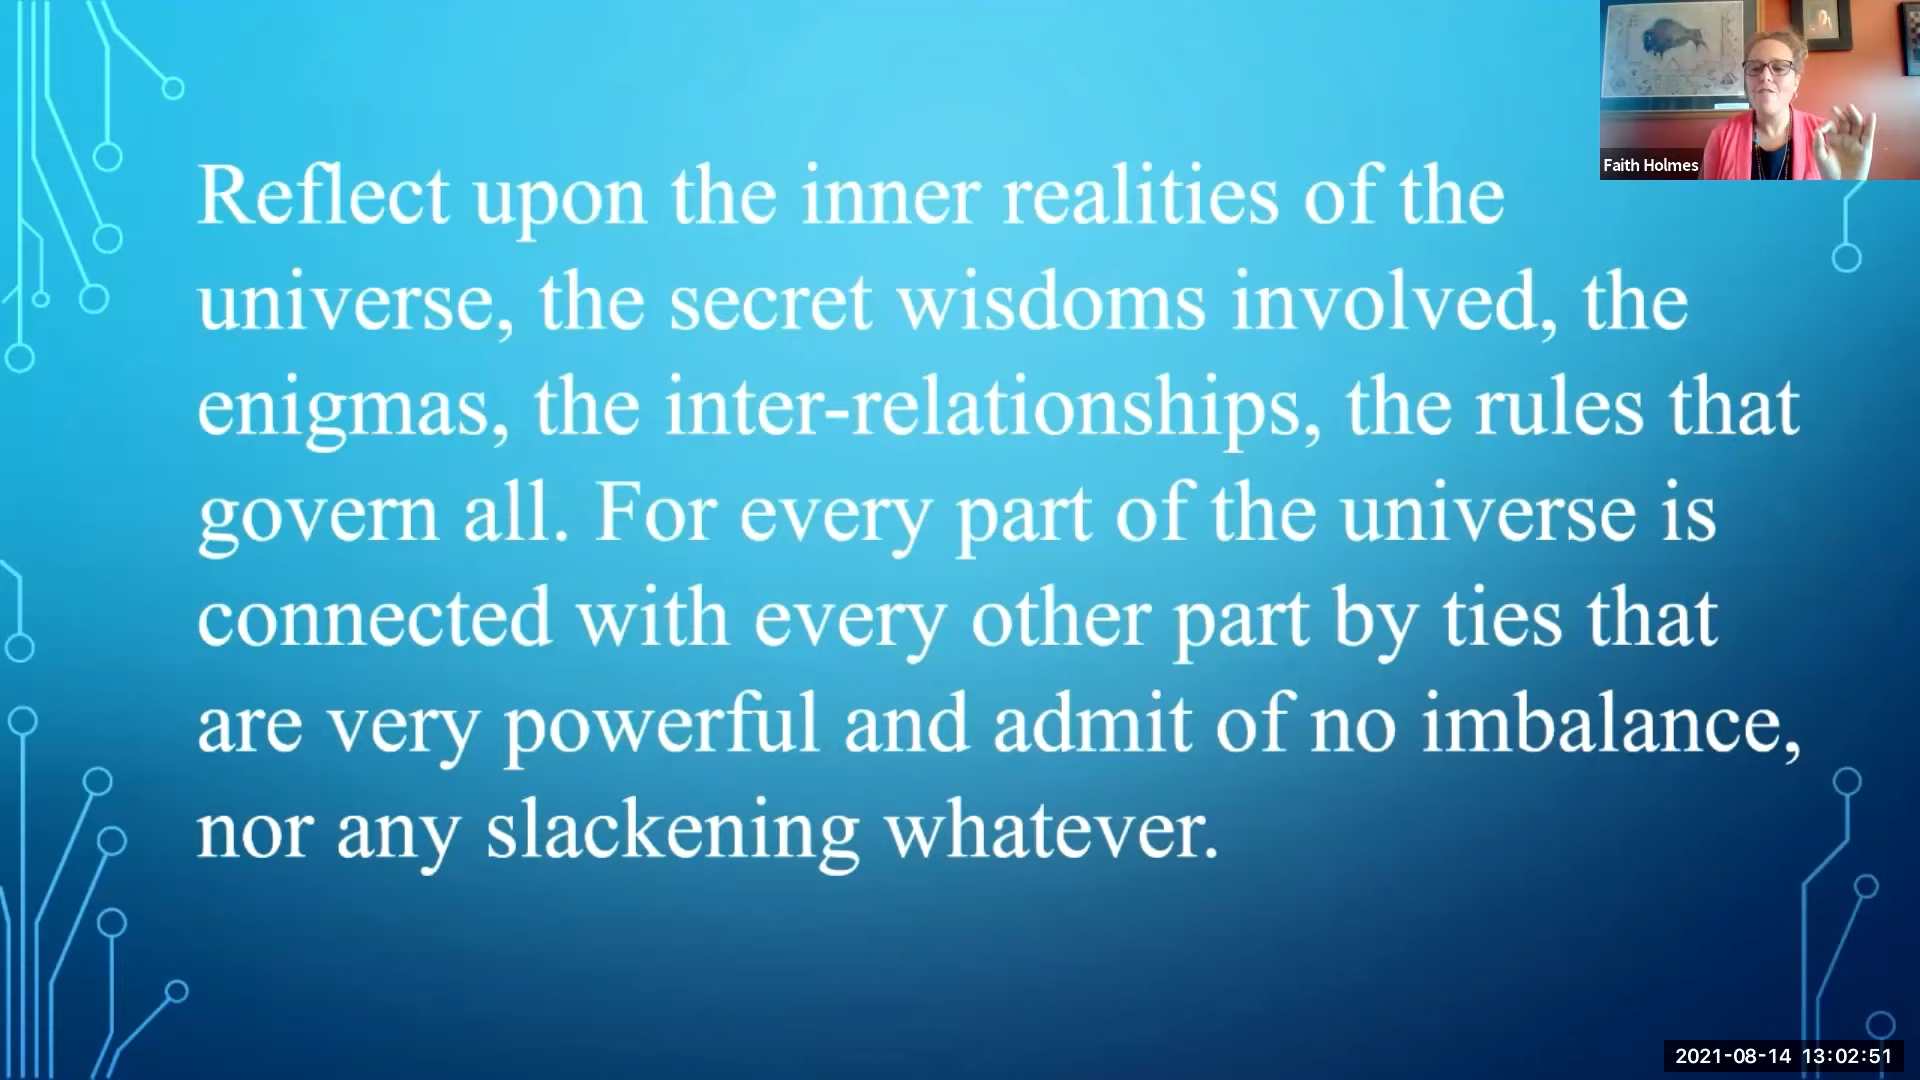 Reflect upon the inner realities of the
universe, the secret wisdoms involved, the
enigmas, the inter-relationships, the rules that
govern all. For every part of the universe is
connected with every other part by ties that
are very powerful and admit of no imbalance,
nor any slackening whatever.
Faith Holmes
2021-08-14 13:02:51